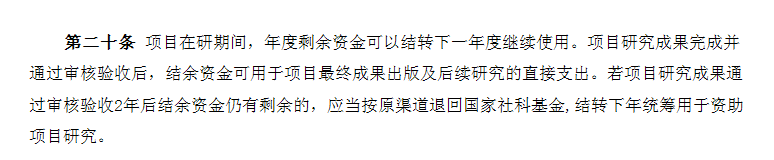 第二十条 项目在研期间，年度剩余资金可以结转下一年度继续使用。项目研究成果完成并
通过审核验收后，结余资金可用于项目最终成果出版及后续研究的直接支出。若项目研究成果通
过审核验收2年后结余资金仍有剩余的，应当按原渠道退回国家社科基金,结转下年统筹用于资助
项目研究。